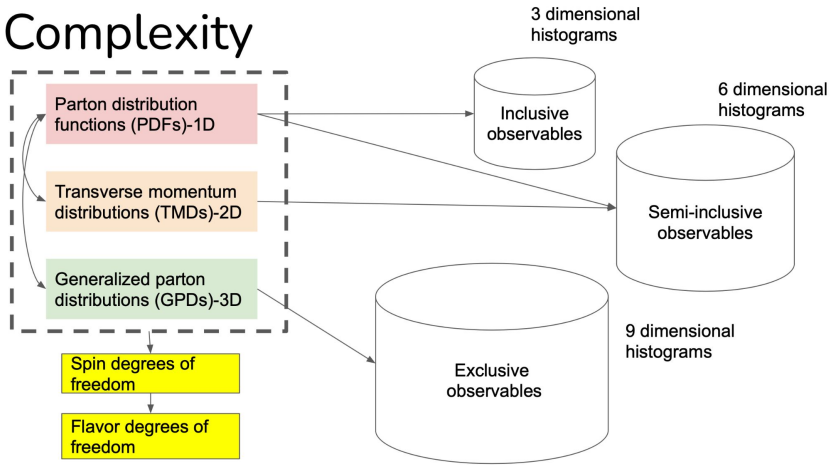 Complexity
Parton distribution
functions (PDFs)-1D
Transverse momentum
distributions (TMDs)-2D
Generalized parton
distributions (GPDs)-3D
Spin degrees of
freedom
Flavor degrees of
freedom
3 dimensional
histograms
Inclusive
observables
6 dimensional
histograms
Semi-inclusive
observables
9 dimensional
histograms
Exclusive
observables